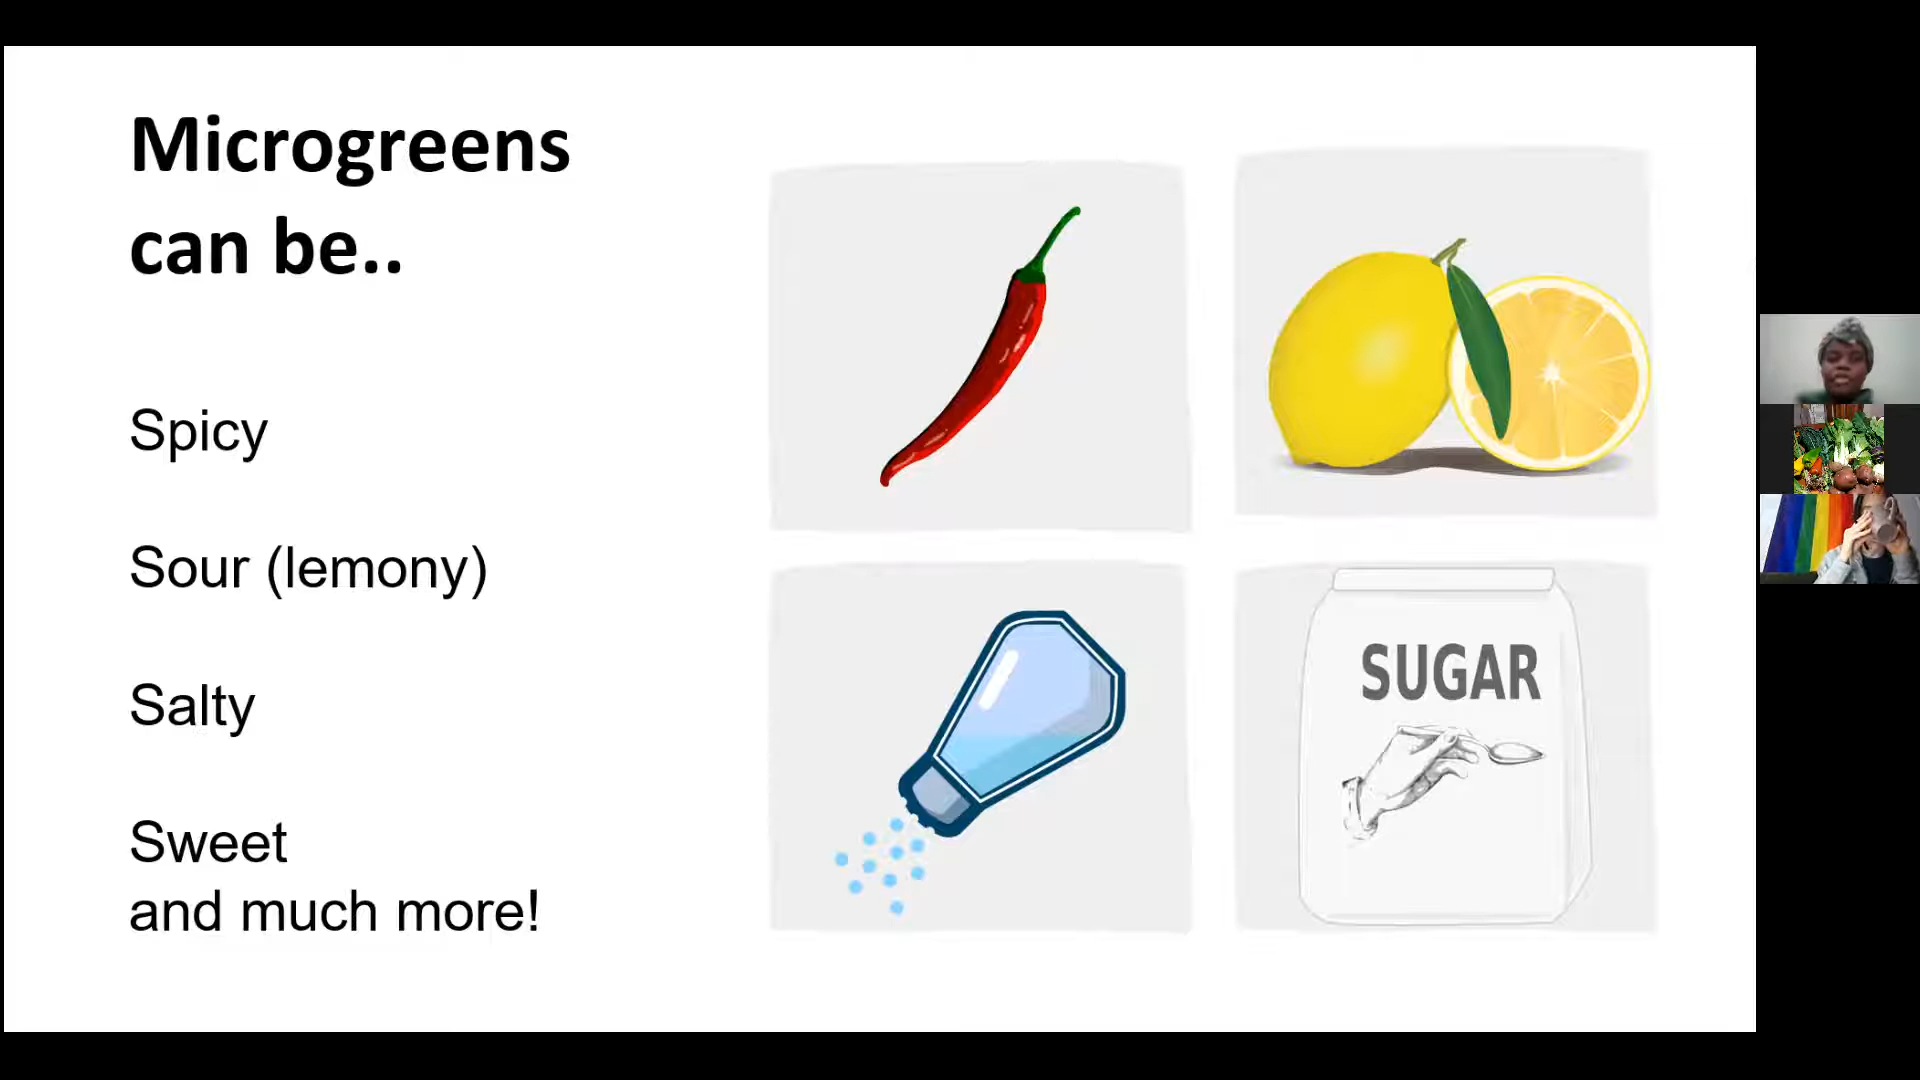 Microgreens
can be..
Spicy
Sour (lemony)
Salty
Sweet
and much more!
SUGAR